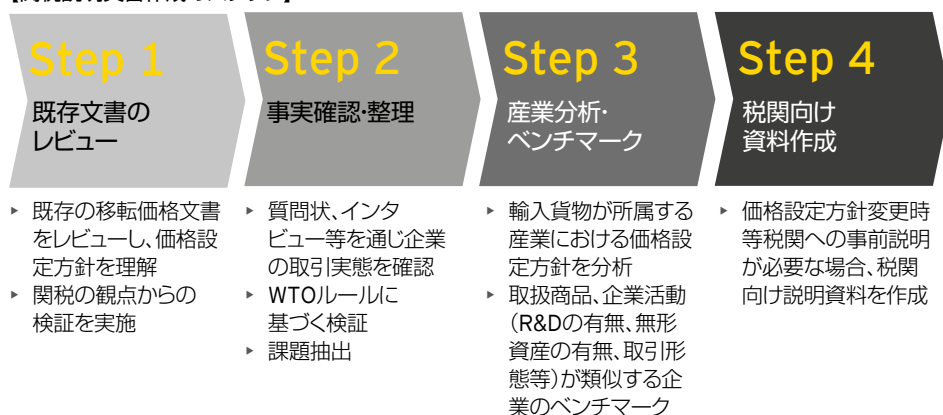 Step 1
既存文書の
レビュー
Step 2
事実確認・整理
Step 3
産業分析・
ベンチマーク
Step 4
税関向け
資料作成
▸ 既存の移転価格文書
をレビューし、価格設
定方針を理解
▸ 関税の観点からの
検証を実施
▸ 質問状、インタ
ビュー等を通じ企業
の取引実態を確認
▸ WTOルールに
基づく検証
▸ 課題抽出
▸ 輸入貨物が所属する
産業における価格設
定方針を分析
▸ 取扱商品、企業活動
（R&Dの有無、無形
資産の有無、取引形
態等）が類似する企
業のベンチマーク
▸ 価格設定方針変更時
等税関への事前説明
が必要な場合、税関
向け説明資料を作成